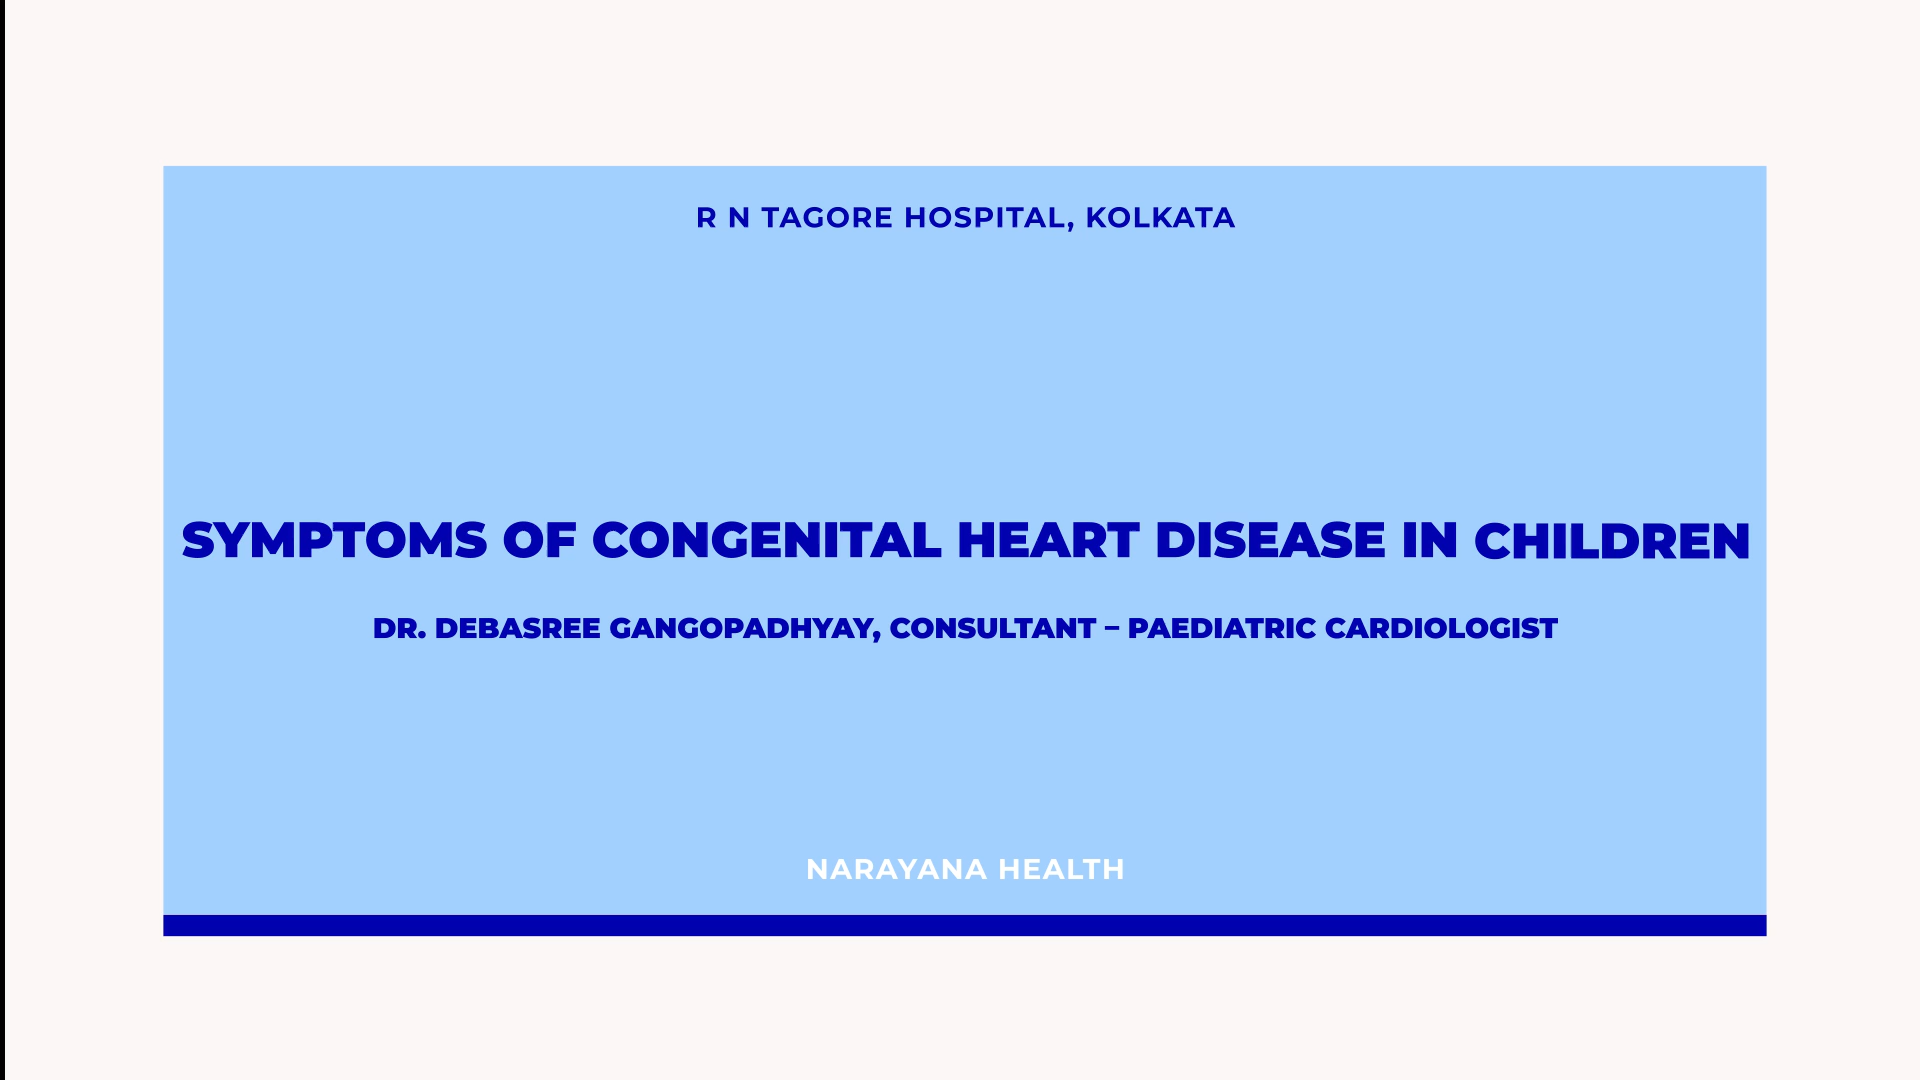 R N TAGORE HOSPITAL, KOLKATA
SYMPTOMS OF CONGENITAL HEART DISEASE IN CHILDREN
DR. DEBASREE GANGOPADHYAY, CONSULTANT – PAEDIATRIC CARDIOLOGIST
NARAYANA HEALTH